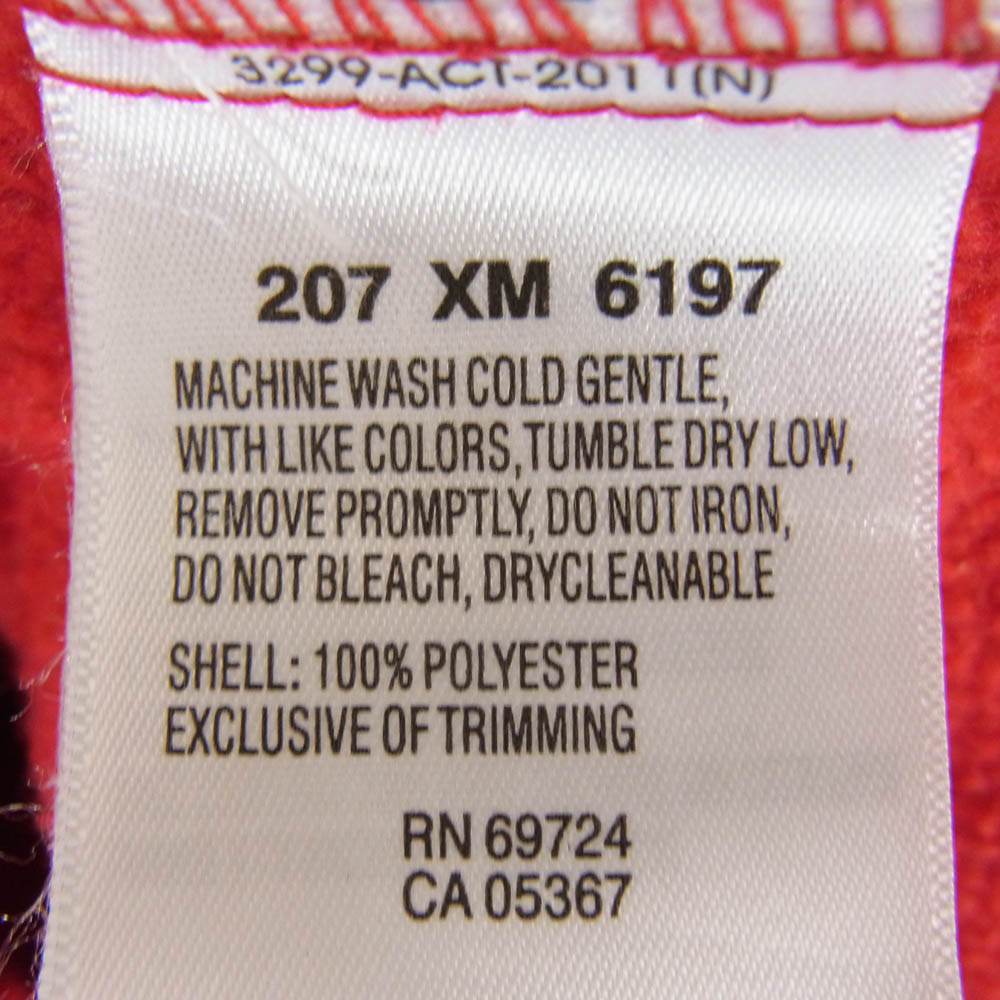 3299-ACT-2011(N)
207 XM 6197
MACHINE WASH COLD GENTLE,
WITH LIKE COLORS, TUMBLE DRY LOW,
REMOVE PROMPTLY, DO NOT IRON,
DO NOT BLEACH, DRYCLEANABLE
SHELL: 100% POLYESTER
EXCLUSIVE OF TRIMMING
RN 69724
CA 05367